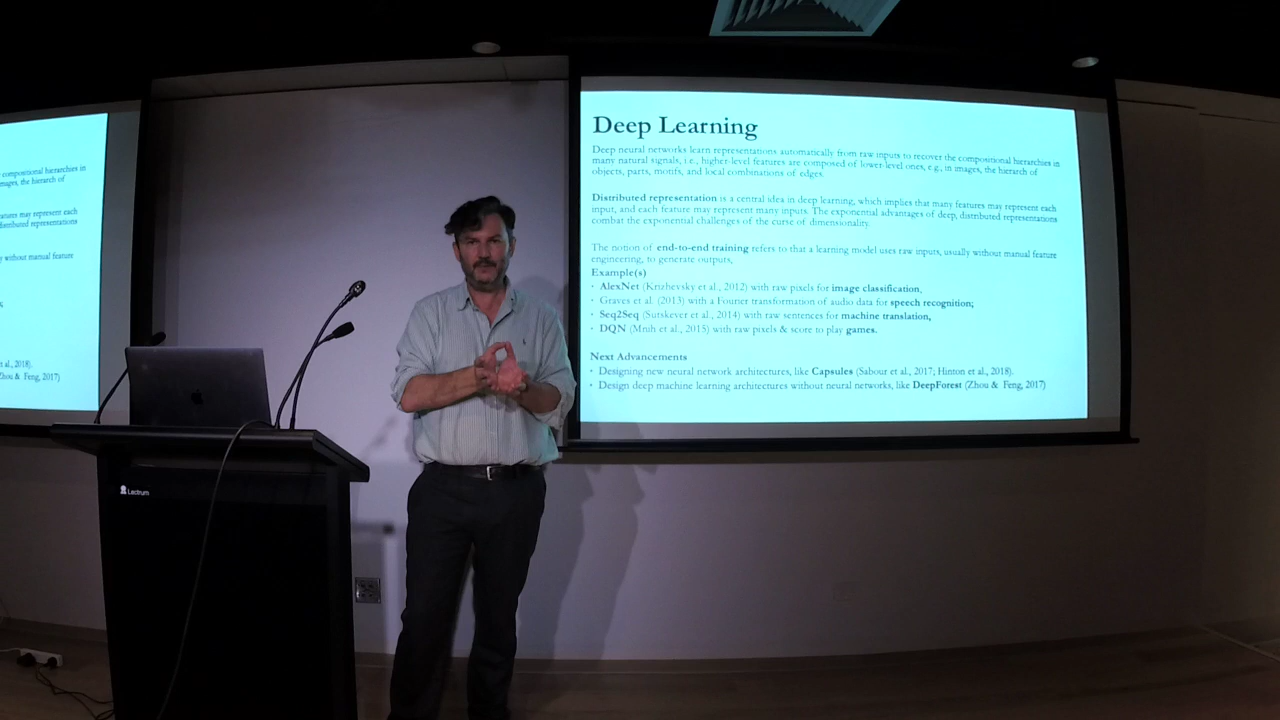 compositional hierarchies in
images, the hierarchy of
features may represent each
distributed representations
y without manual feature
t al., 2018).
Zhou & Feng, 2017)
Lectrum
Deep Learning
Deep neural networks learn representations automatically from raw inputs to recover the compositional hierarchies in
many natural signals, i.e., higher-level features are composed of lower-level ones, e.g., in images, the hierarch of
objects, parts, motifs, and local combinations of edges.
Distributed representation is a central idea in deep learning, which implies that many features may represent each
input, and each feature may represent many inputs. The exponential advantages of deep, distributed representations
combat the exponential challenges of the curse of dimensionality.
The notion of end-to-end training refers to that a learning model uses raw inputs, usually without manual feature
engineering, to generate outputs,
Example(s)
· AlexNet (Krizhevsky et al., 2012) with raw pixels for image classification,
· Graves et al. (2013) with a Fourier transformation of audio data for speech recognition;
· Seq2Seq (Sutskever et al., 2014) with raw sentences for machine translation,
· DQN (Mnih et al., 2015) with raw pixels & score to play games.
Next Advancements
· Designing new neural network architectures, like Capsules (Sabour et al., 2017; Hinton et al., 2018).
· Design deep machine learning architectures without neural networks, like DeepForest (Zhou & Feng, 2017)